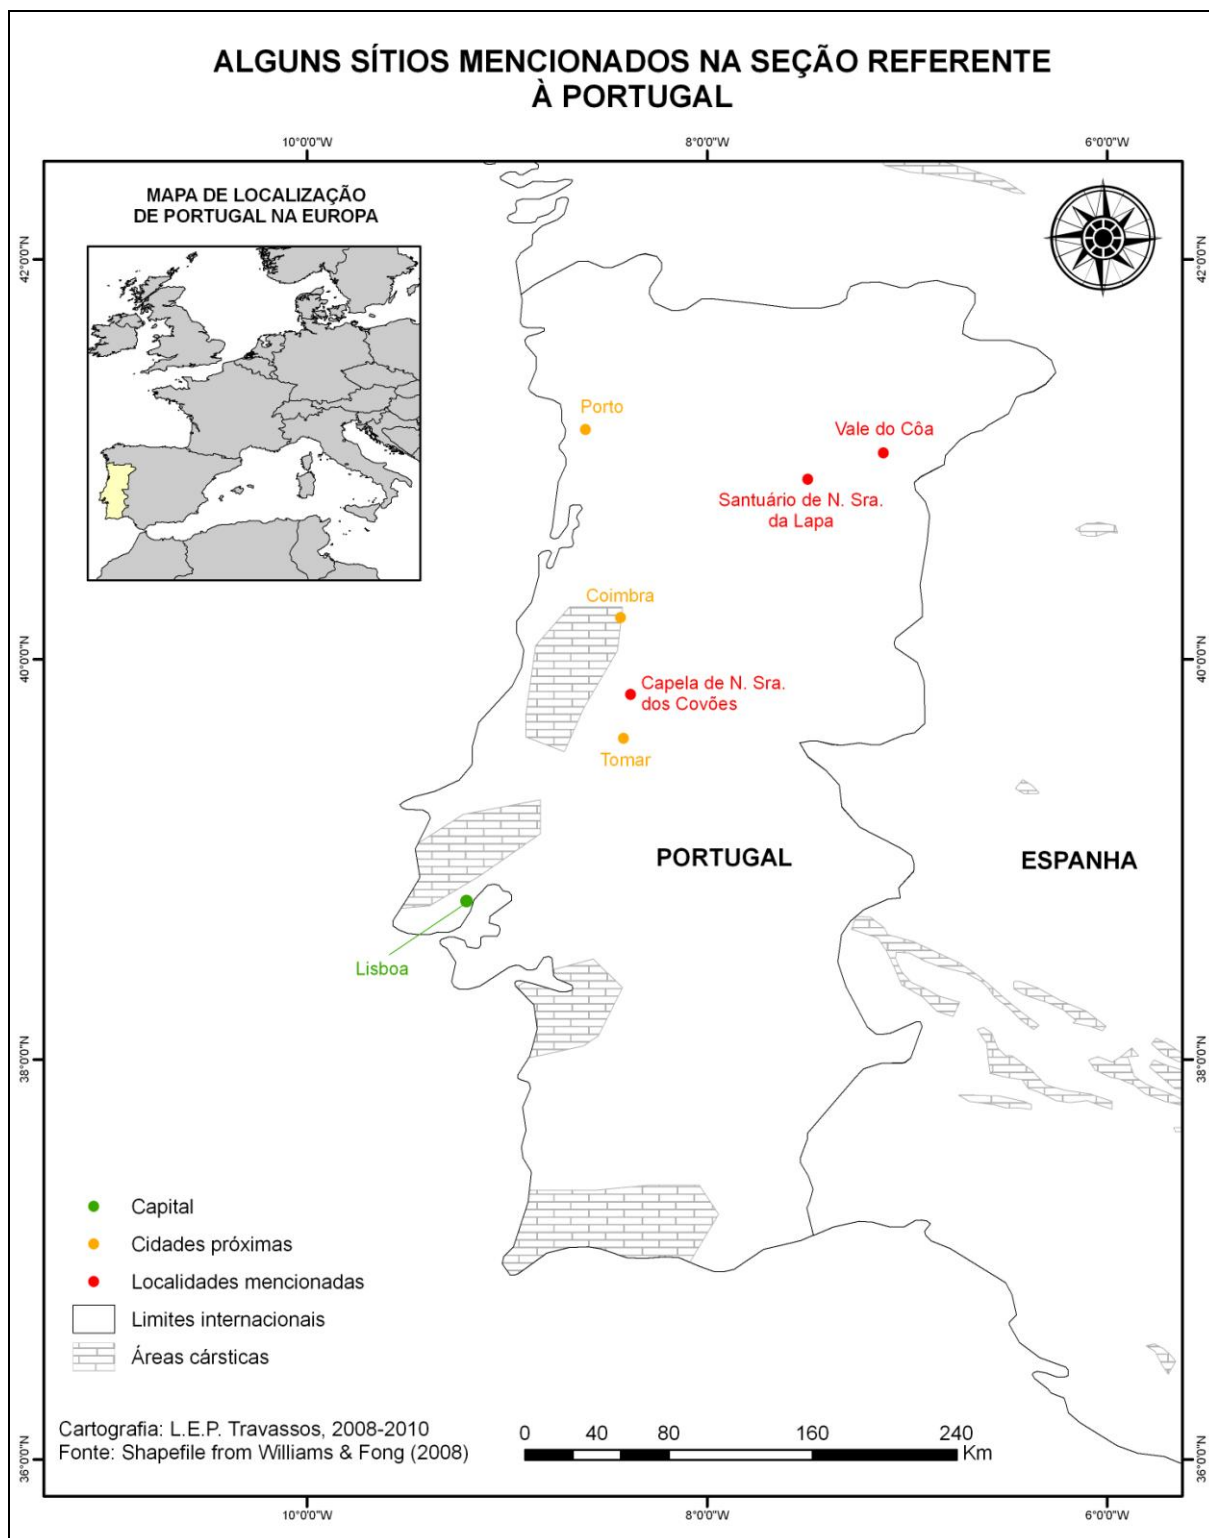 ALGUNS SÍTIOS MENCIONADOS NA SEÇÃO REFERENTE
À PORTUGAL
10°0'0"W
8°0'0"W
6°0'0"W
MAPA DE LOCALIZAÇÃO
DE PORTUGAL NA EUROPA
42°0'0"N
42°0'0"N
Porto
Vale do Côa
Santuário de N. Sra.
da Lapa
Coimbra
40°0'0"N
40°0'0"N
Capela de N. Sra.
dos Covões
Tomar
PORTUGAL
ESPANHA
Lisboa
38°0'0"N
38°0'0"N
Capital
Cidades próximas
Localidades mencionadas
Limites internacionais
Áreas cársticas
Cartografia: L.E.P. Travassos, 2008-2010
Fonte: Shapefile from Williams & Fong (2008)
0 40 80 160 240
Km
36°0'0"N
36°0'0"N
10°0'0"W
8°0'0"W
6°0'0"W